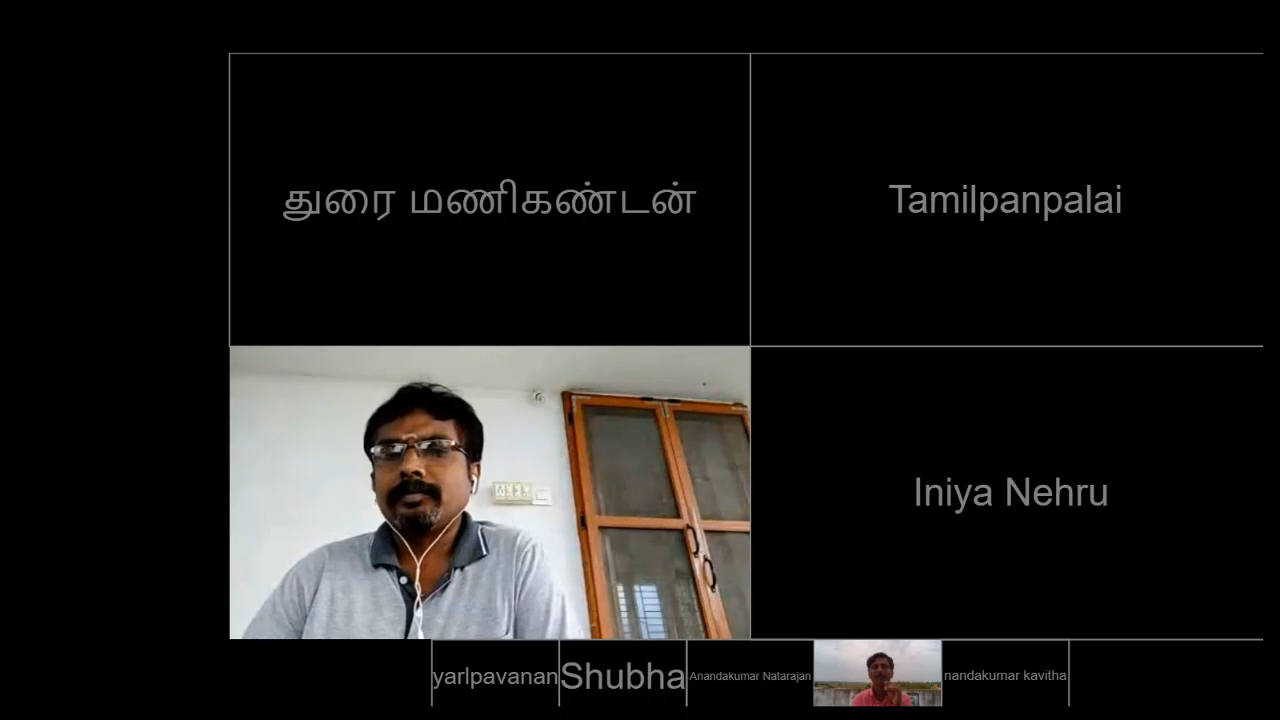 துரை மணிகண்டன்
Tamilpanpalai
Iniya Nehru
yarlpavanan
Shubha
Anandakumar Natarajan
nandakumar kavitha